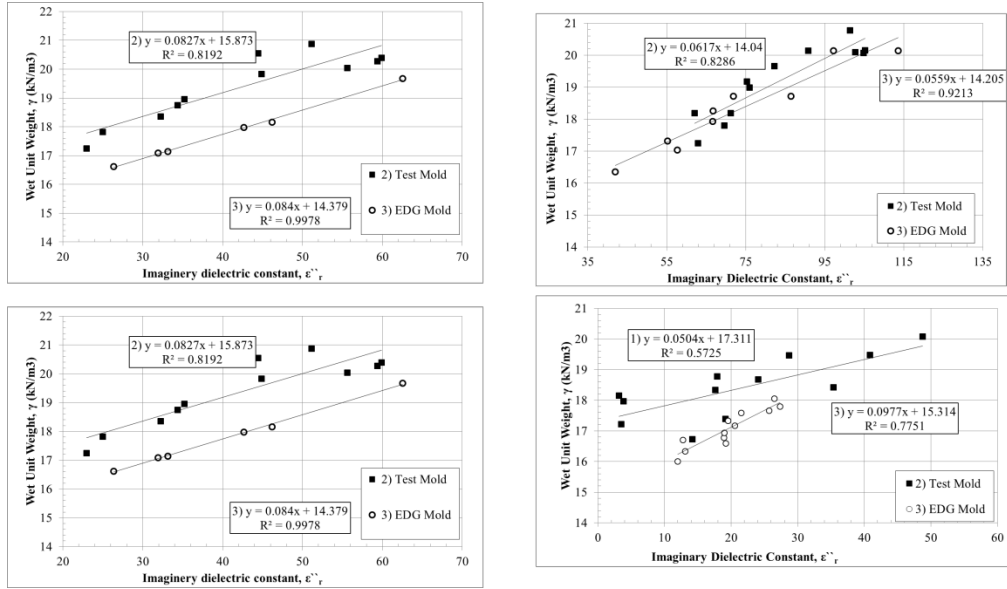 22
21
20
19
18
17
16
15
14
Wet Unit Weight, γ (kN/m3)
2) y = 0.0827x + 15.873
R² = 0.8192
3) y = 0.084x + 14.379
R² = 0.9978
2) Test Mold
3) EDG Mold
20 30 40 50 60 70
Imaginery dielectric constant, ε``r
21
20
19
18
17
16
15
14
Wet Unit Weight, γ (kN/m3)
2) y = 0.0617x + 14.04
R² = 0.8286
3) y = 0.0559x + 14.205
R² = 0.9213
2) Test Mold
3) EDG Mold
35 55 75 95 115 135
Imaginary Dielectric Constant, ε``r
22
21
20
19
18
17
16
15
14
Wet Unit Weight, γ (kN/m3)
2) y = 0.0827x + 15.873
R² = 0.8192
3) y = 0.084x + 14.379
R² = 0.9978
2) Test Mold
3) EDG Mold
20 30 40 50 60 70
Imaginery dielectric constant, ε``r
21
20
19
18
17
16
15
14
Wet Unit Weight, γ (kN/m3)
1) y = 0.0504x + 17.311
R² = 0.5725
3) y = 0.0977x + 15.314
R² = 0.7751
2) Test Mold
3) EDG Mold
0 10 20 30 40 50 60
Imaginary Dielectric Constant, ε``r